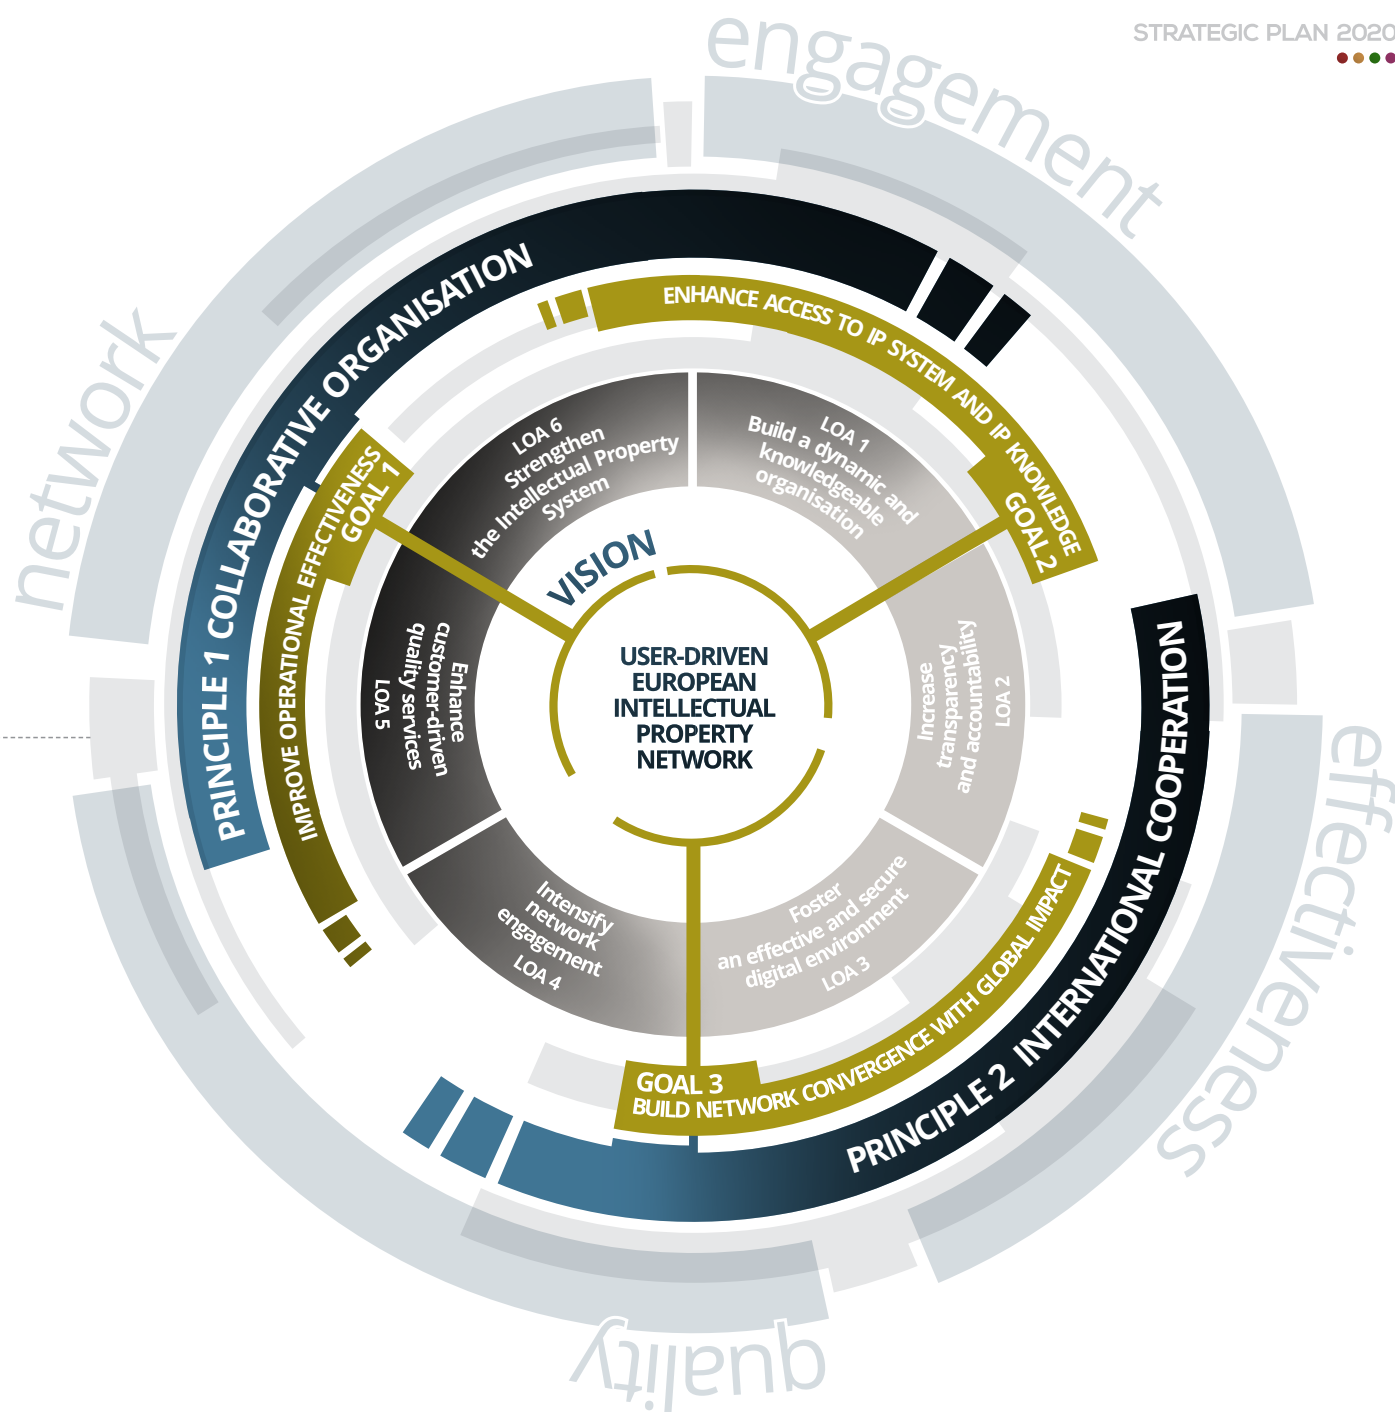 STRATEGIC PLAN 2020
engagement
network
effectiveness
quality
PRINCIPLE 1 COLLABORATIVE ORGANISATION
PRINCIPLE 2 INTERNATIONAL COOPERATION
IMPROVE OPERATIONAL EFFECTIVENESS
GOAL 1
ENHANCE ACCESS TO IP SYSTEM AND IP KNOWLEDGE
GOAL 2
GOAL 3
BUILD NETWORK CONVERGENCE WITH GLOBAL IMPACT
LOA 1
Build a dynamic and
knowledgeable
organisation
Increase
transparency
and accountability
LOA 2
Foster
an effective and secure
digital environment
LOA 3
Intensify
network
engagement
LOA 4
Enhance
customer-driven
quality services
LOA 5
LOA 6
Strengthen
the Intellectual Property
System
VISION
USER-DRIVEN
EUROPEAN
INTELLECTUAL
PROPERTY
NETWORK